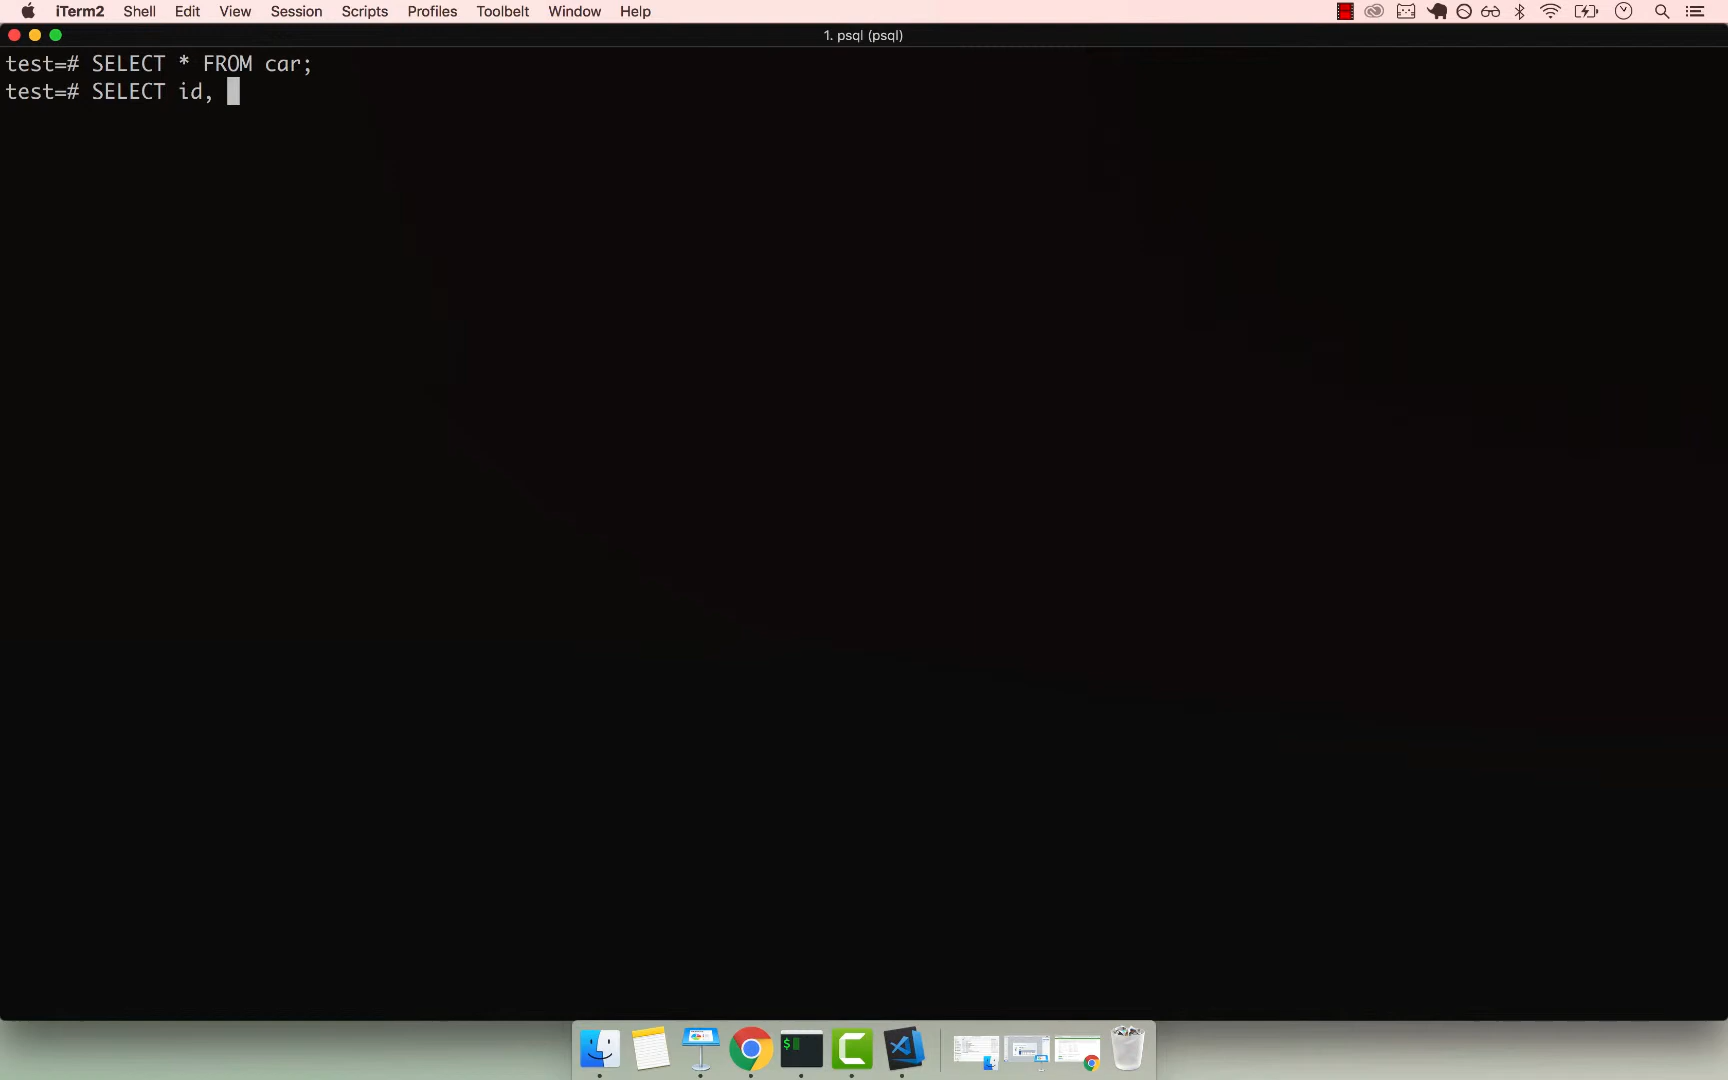 iTerm2 Shell Edit View Session Scripts Profiles Toolbelt Window Help
1. psql (psql)
test=# SELECT * FROM car;
test=# SELECT id,